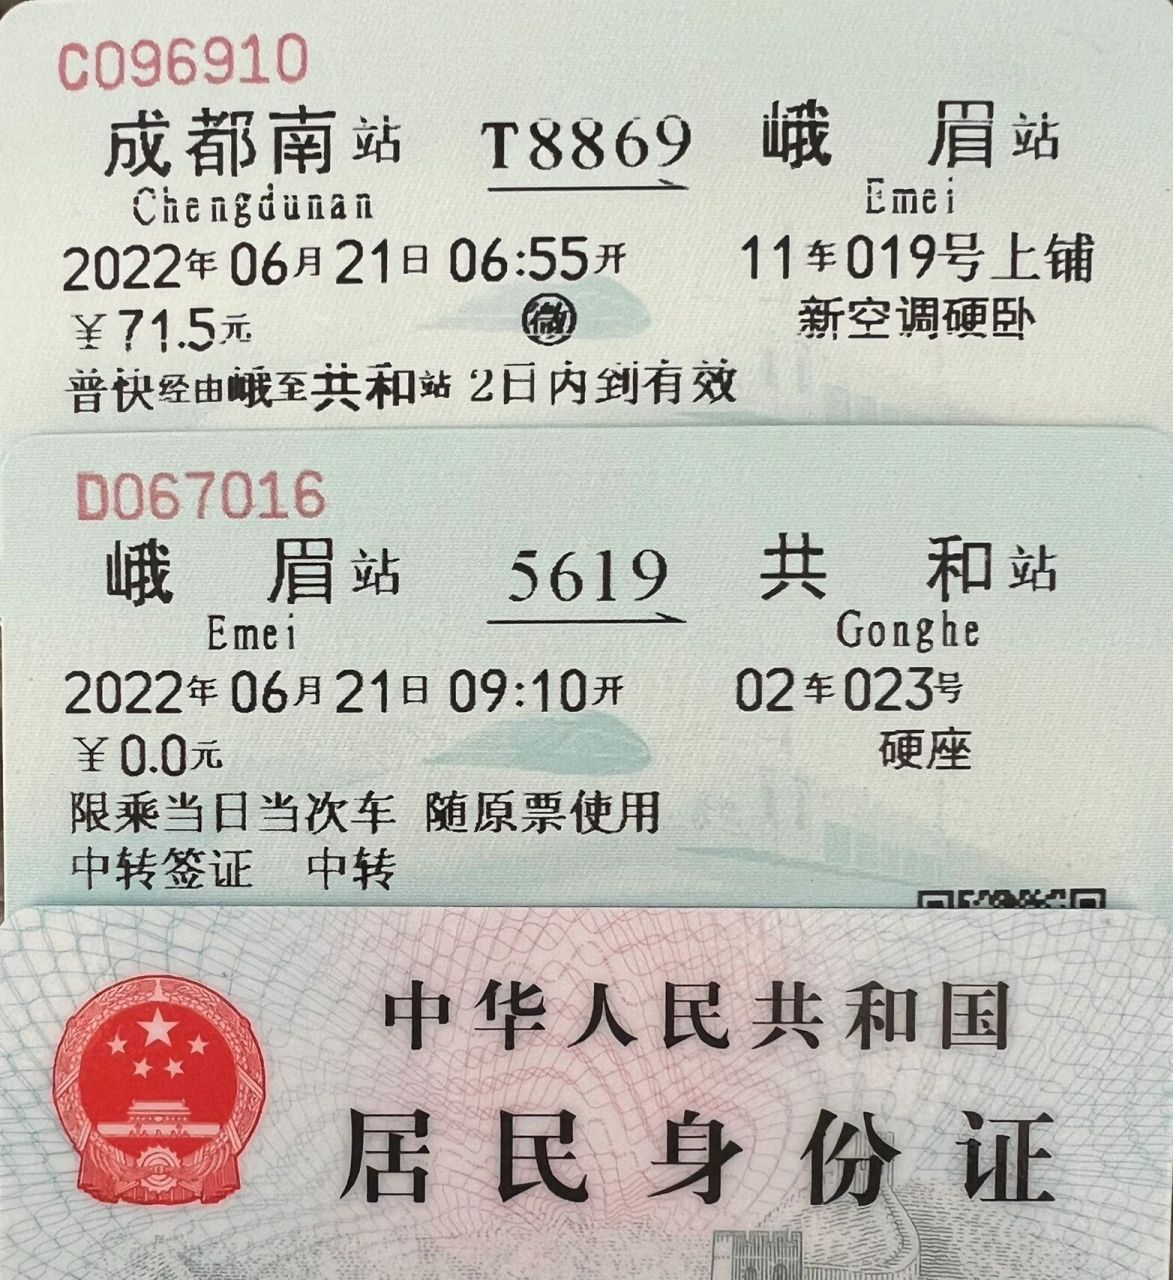 C096910
成都南站 T8869 峨眉站
Chengdunan Emei
2022年06月21日 06:55开 11车019号上铺
¥71.5元 微 新空调硬卧
普快经由峨至共和站 2日内到有效
D067016
峨眉站 5619 共和站
Emei Gonghe
2022年06月21日 09:10开 02车023号
¥0.0元 硬座
限乘当日当次车 随原票使用
中转签证 中转
中华人民共和国
居民身份证